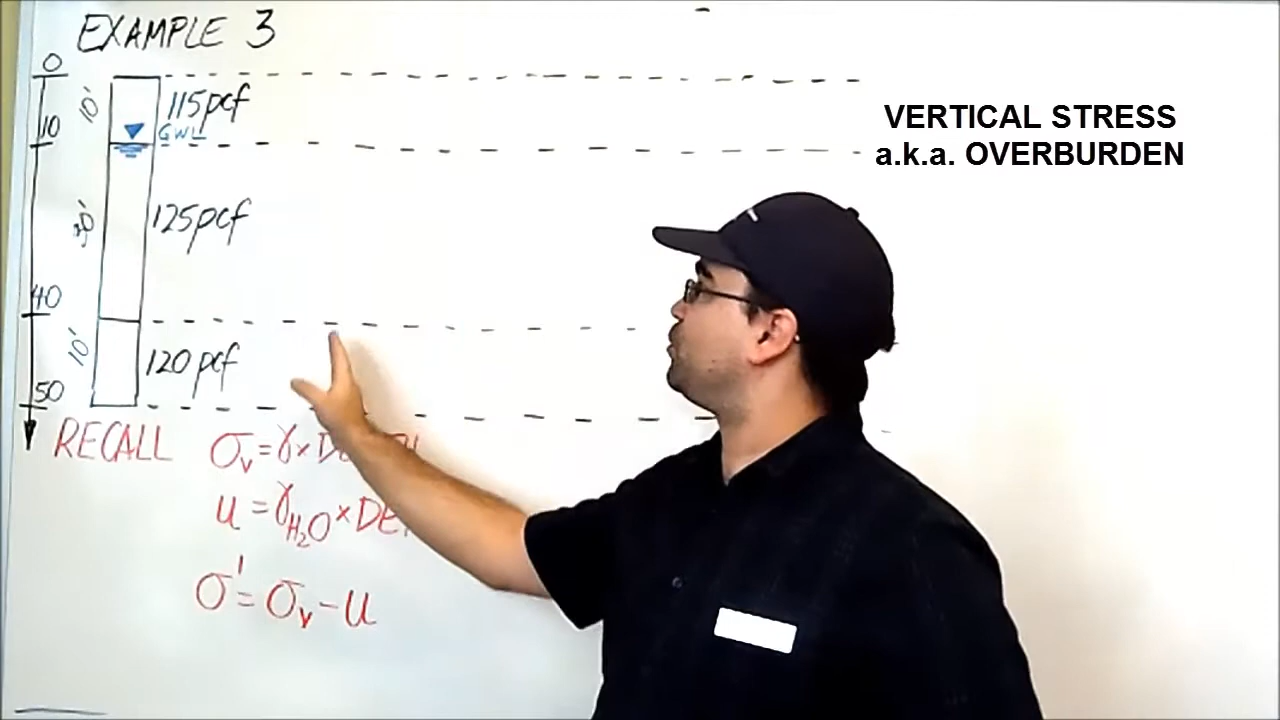 EXAMPLE 3
0
10' 115pcf
10 GWL
30' 125pcf
40
10' 120pcf
50
RECALL σv = γ ×
u = γH2O ×
σ' = σv - u
VERTICAL STRESS
a.k.a. OVERBURDEN